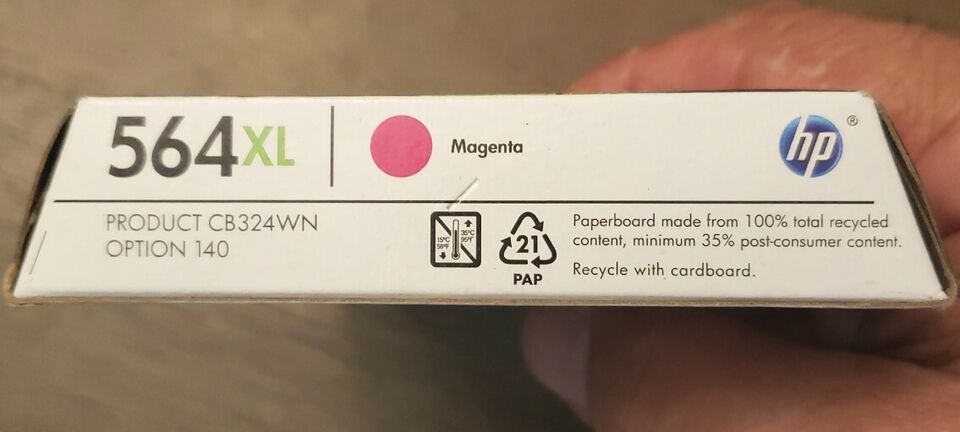 564XL
Magenta
hp®
PRODUCT CB324WN
OPTION 140
15°C
59°F
35°C
95°F
21
PAP
Paperboard made from 100% total recycled
content, minimum 35% post-consumer content.
Recycle with cardboard.